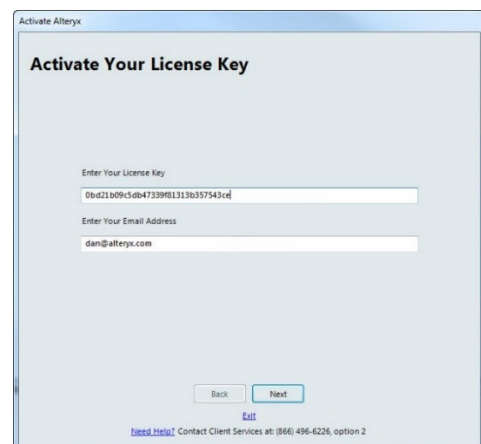 Activate Alteryx
Activate Your License Key
Enter Your License Key
0bd21b09c5db47339f81313b357543ce
Enter Your Email Address
dan@alteryx.com
Back Next
Exit
Need Help? Contact Client Services at: (866) 496-6226, option 2